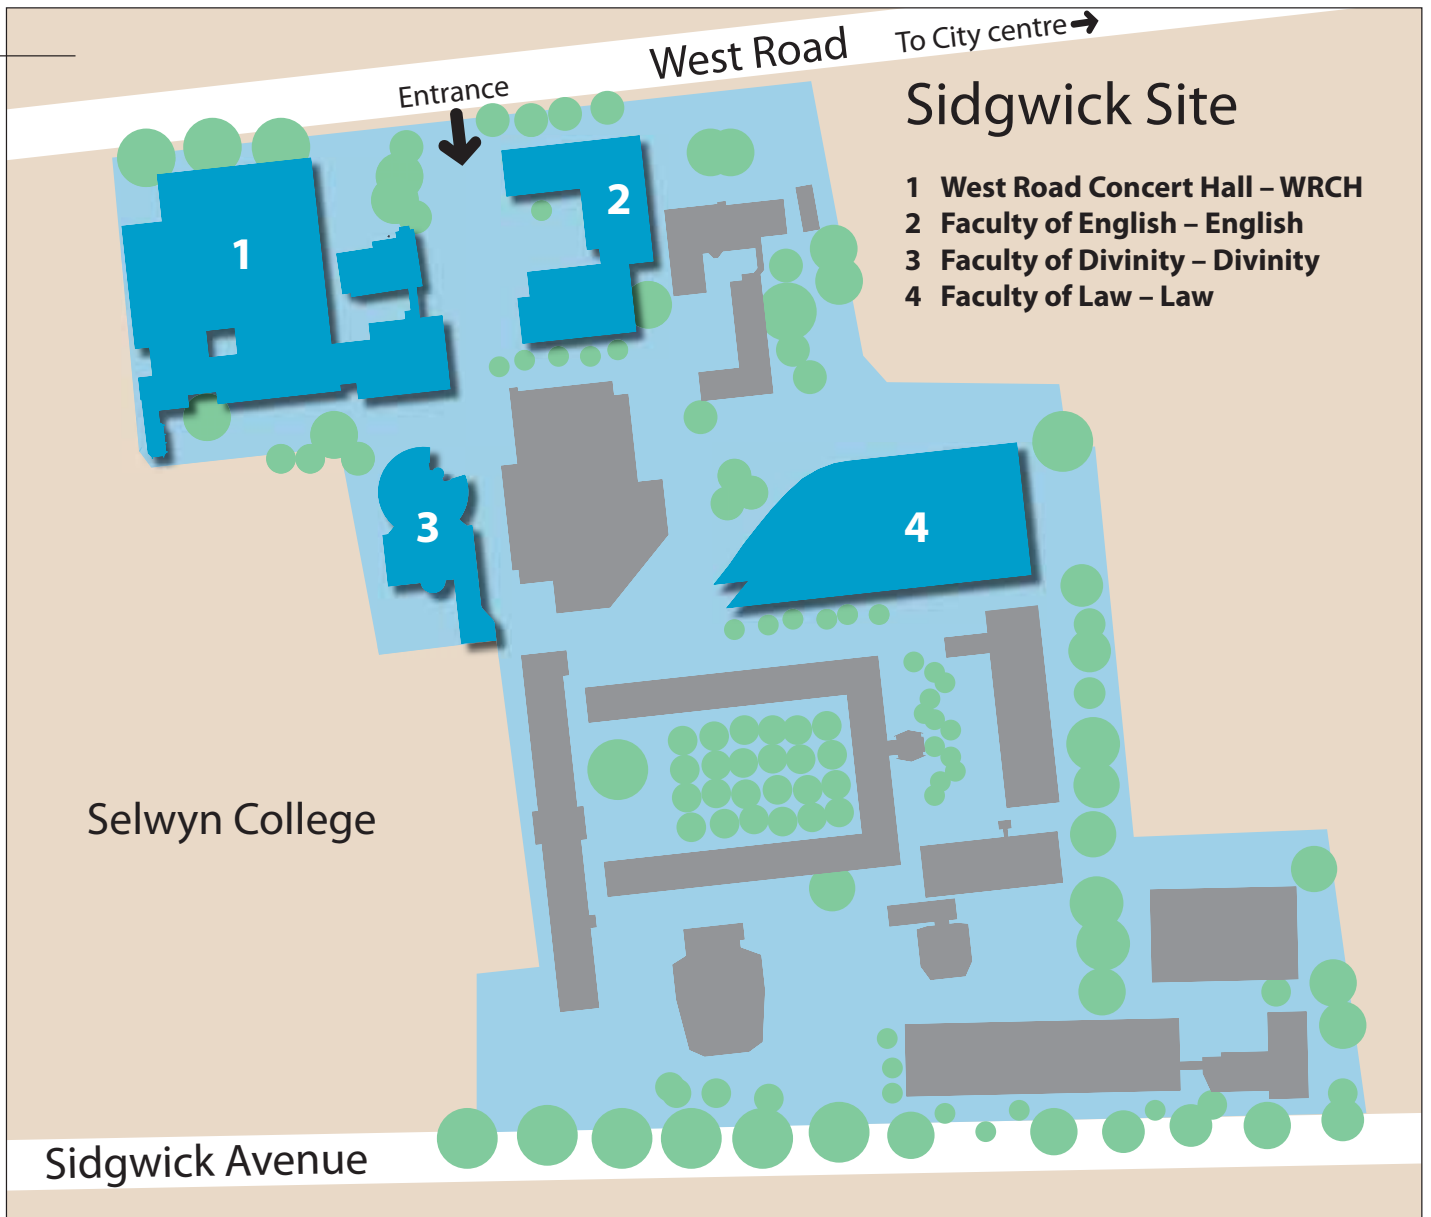 West Road
To City centre
Entrance
Sidgwick Site
1 West Road Concert Hall – WRCH
2 Faculty of English – English
3 Faculty of Divinity – Divinity
4 Faculty of Law – Law
1
2
3
4
Selwyn College
Sidgwick Avenue